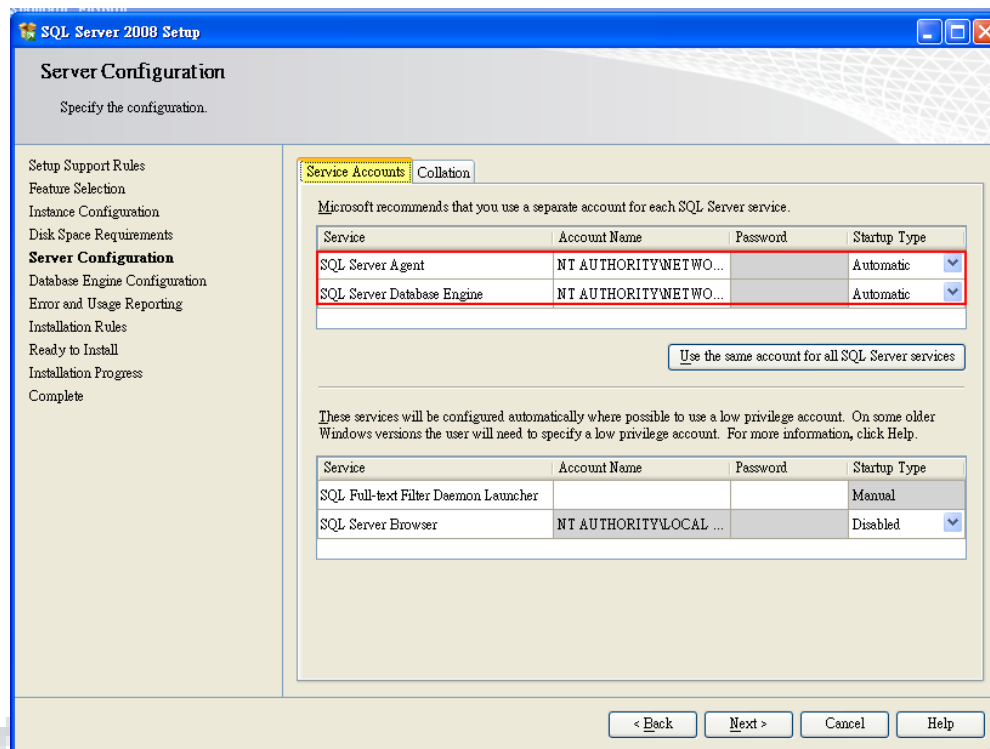 SQL Server 2008 Setup
Server Configuration
Specify the configuration.
Setup Support Rules
Feature Selection
Instance Configuration
Disk Space Requirements
Server Configuration
Database Engine Configuration
Error and Usage Reporting
Installation Rules
Ready to Install
Installation Progress
Complete
Service Accounts Collation
Microsoft recommends that you use a separate account for each SQL Server service.
Service Account Name Password Startup Type
SQL Server Agent NT AUTHORITY\NETWO... Automatic
SQL Server Database Engine NT AUTHORITY\NETWO... Automatic
Use the same account for all SQL Server services
These services will be configured automatically where possible to use a low privilege account. On some older
Windows versions the user will need to specify a low privilege account. For more information, click Help.
Service Account Name Password Startup Type
SQL Full-text Filter Daemon Launcher Manual
SQL Server Browser NT AUTHORITY\LOCAL ... Disabled
< Back Next > Cancel Help